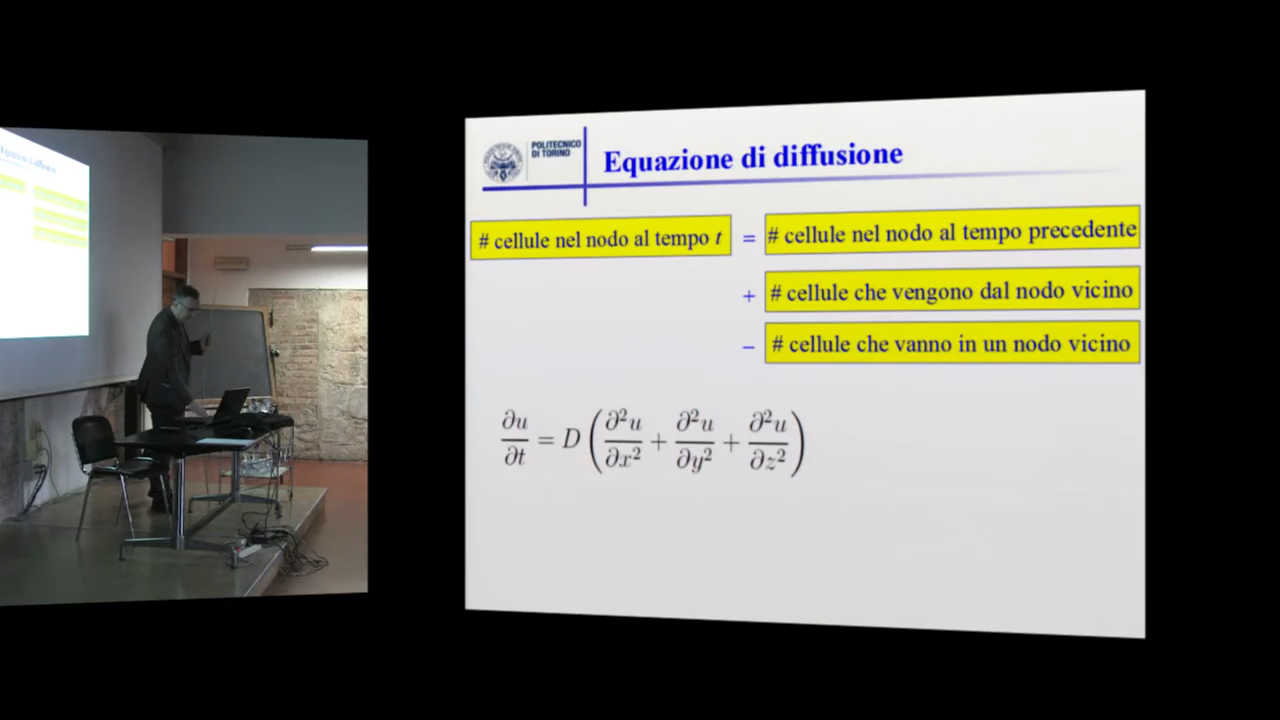 POLITECNICO
DI TORINO
Equazione di diffusione
# cellule nel nodo al tempo t = # cellule nel nodo al tempo precedente
+ # cellule che vengono dal nodo vicino
− # cellule che vanno in un nodo vicino
∂u/∂t = D (∂²u/∂x² + ∂²u/∂y² + ∂²u/∂z²)